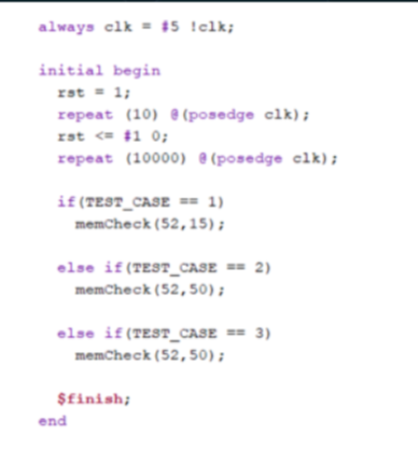 always clk = #5 !clk;
initial begin
rst = 1;
repeat (10) @(posedge clk);
rst <= #1 0;
repeat (10000) @(posedge clk);
if(TEST_CASE == 1)
memCheck(52,15);
else if(TEST_CASE == 2)
memCheck(52,50);
else if(TEST_CASE == 3)
memCheck(52,50);
$finish;
end